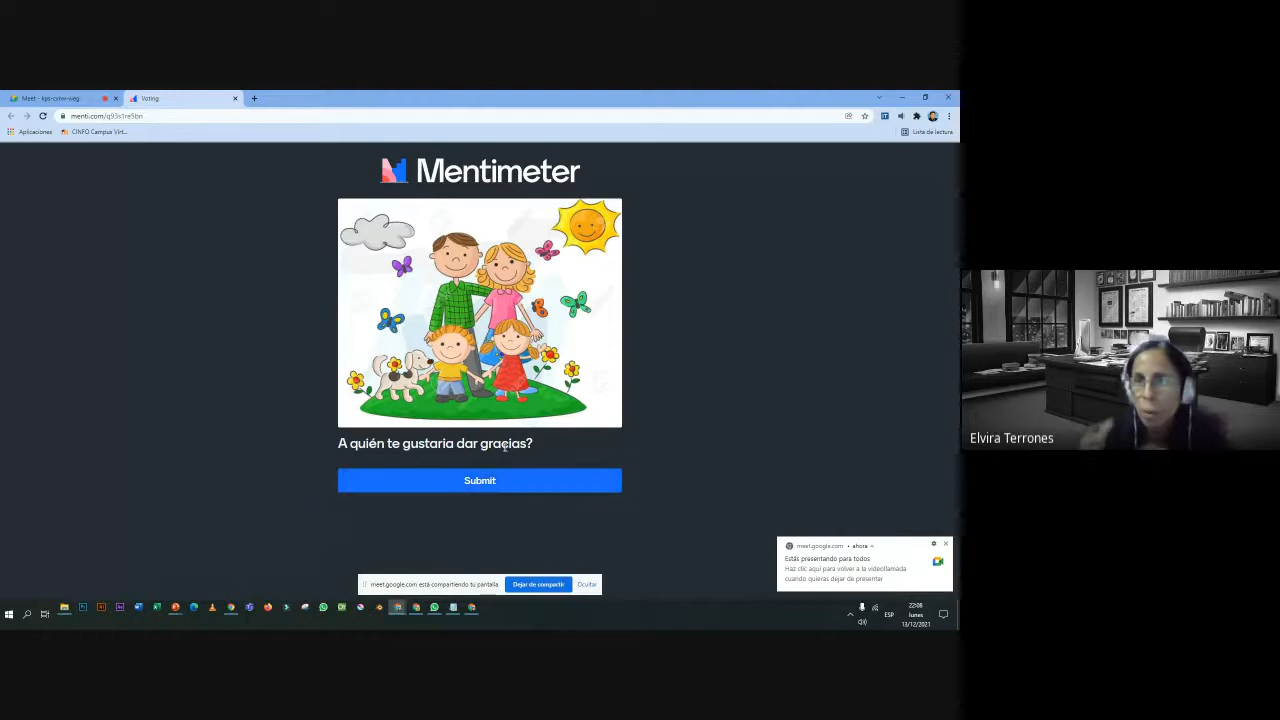 Meet - kps-cxtw-weg
Voting
menti.com/q93s1re5bn
Aplicaciones
CINFO Campus Virt...
Lista de lectura
Mentimeter
A quién te gustaria dar gracias?
Submit
Elvira Terrones
meet.google.com • ahora
Estás presentando para todos
Haz clic aquí para volver a la videollamada
cuando quieras dejar de presentar
meet.google.com está compartiendo tu pantalla.
Dejar de compartir
Ocultar
ESP
22:08
lunes
13/12/2021